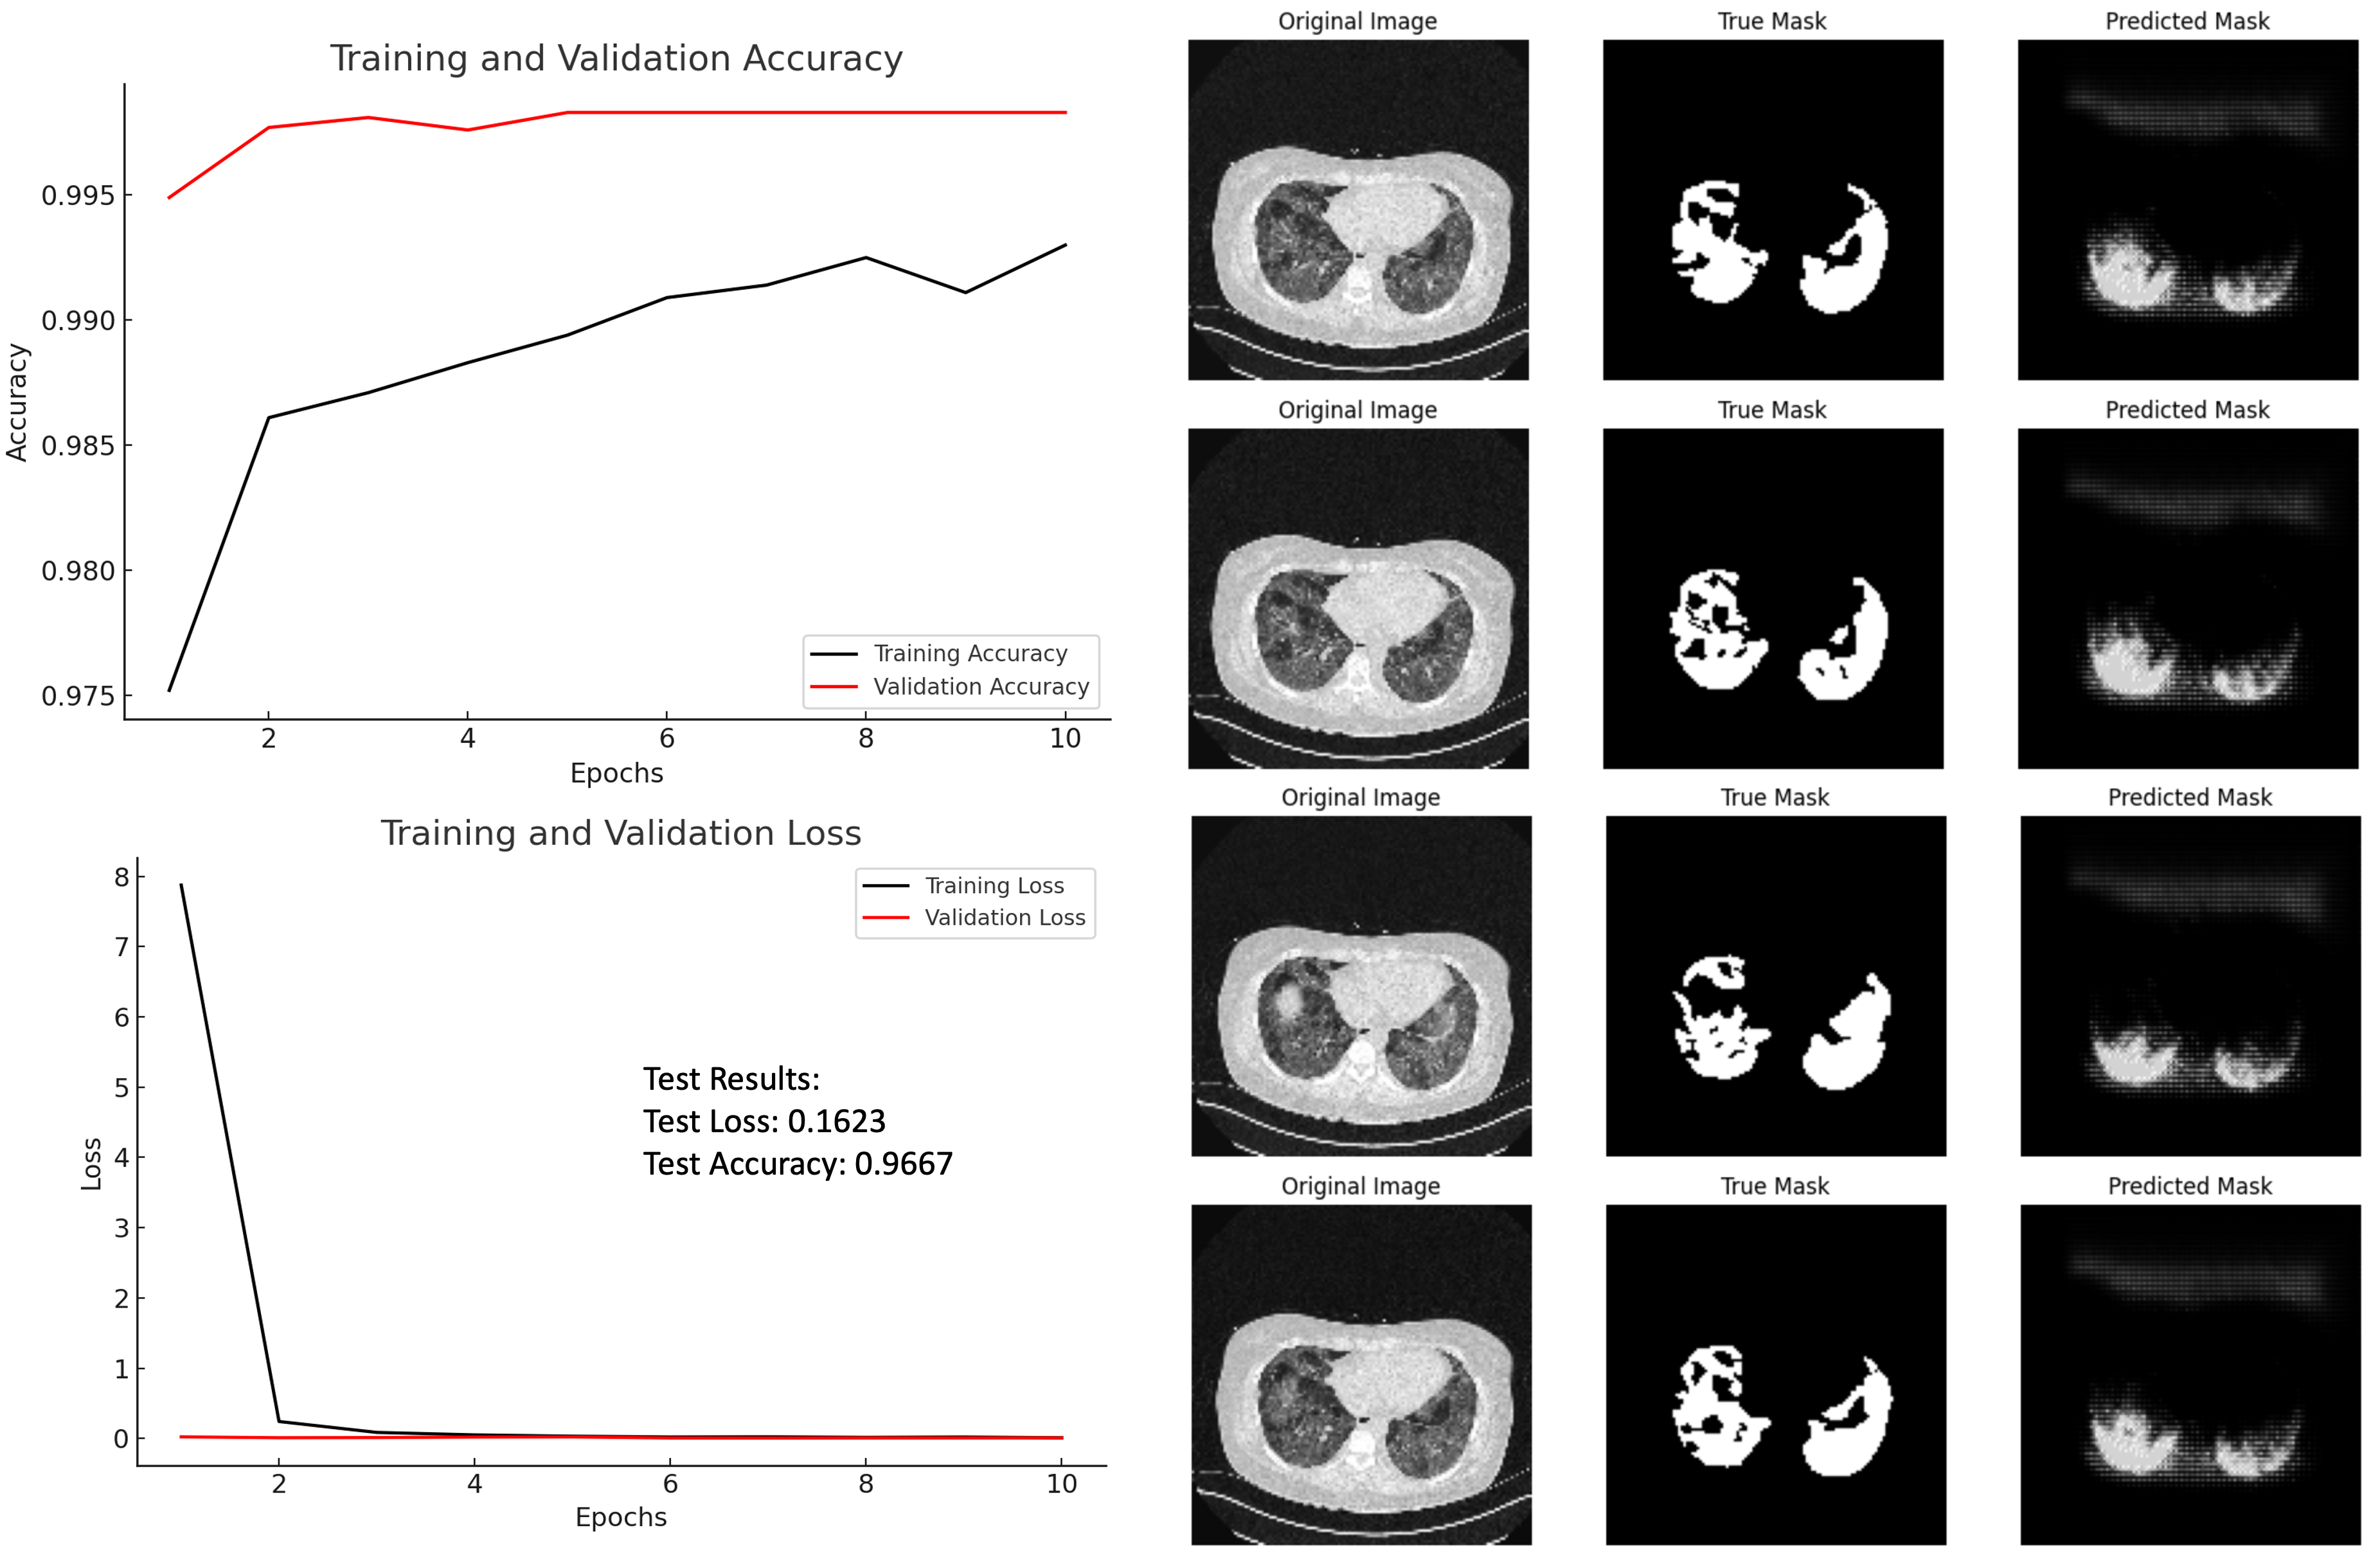 Training and Validation Accuracy
Accuracy
0.995
0.990
0.985
0.980
0.975
2 4 6 8 10
Epochs
Training Accuracy
Validation Accuracy
Training and Validation Loss
Loss
8
7
6
5
4
3
2
1
0
2 4 6 8 10
Epochs
Training Loss
Validation Loss
Test Results:
Test Loss: 0.1623
Test Accuracy: 0.9667
Original Image True Mask Predicted Mask
Original Image True Mask Predicted Mask
Original Image True Mask Predicted Mask
Original Image True Mask Predicted Mask